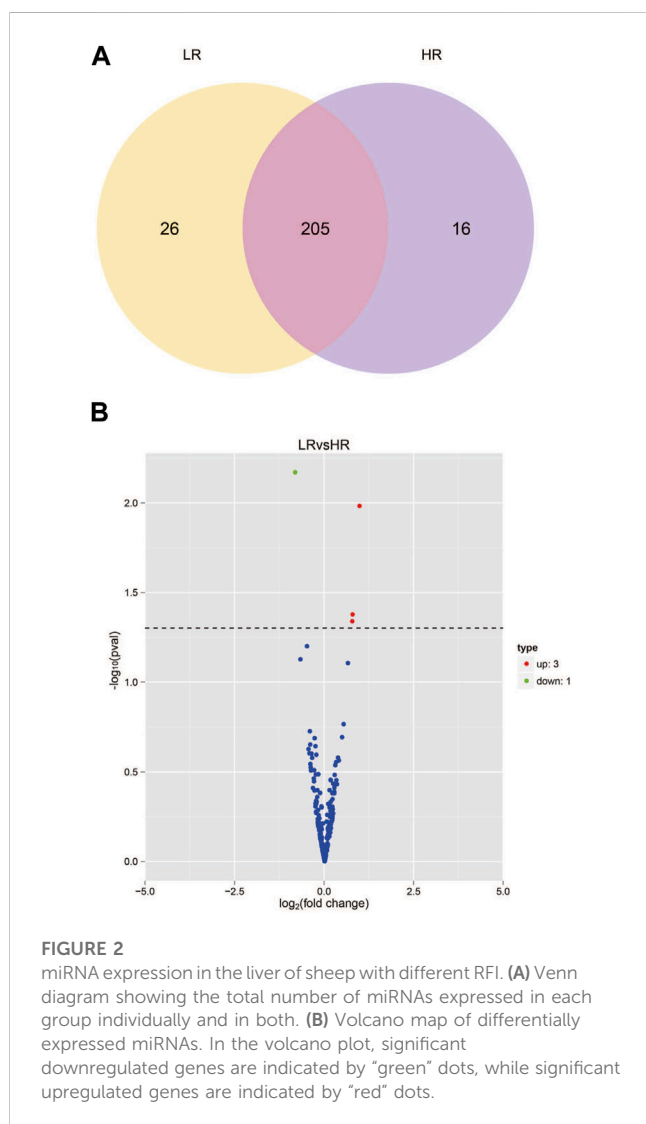 A
LR
HR
26
205
16
B
LRvsHR
2.0
1.5
1.0
0.5
0.0
-log₁₀(pval)
−5.0
−2.5
0.0
2.5
5.0
log₂(fold change)
type
up: 3
down: 1
FIGURE 2
miRNA expression in the liver of sheep with different RFI. (A) Venn
diagram showing the total number of miRNAs expressed in each
group individually and in both. (B) Volcano map of differentially
expressed miRNAs. In the volcano plot, significant
downregulated genes are indicated by “green” dots, while significant
upregulated genes are indicated by “red” dots.